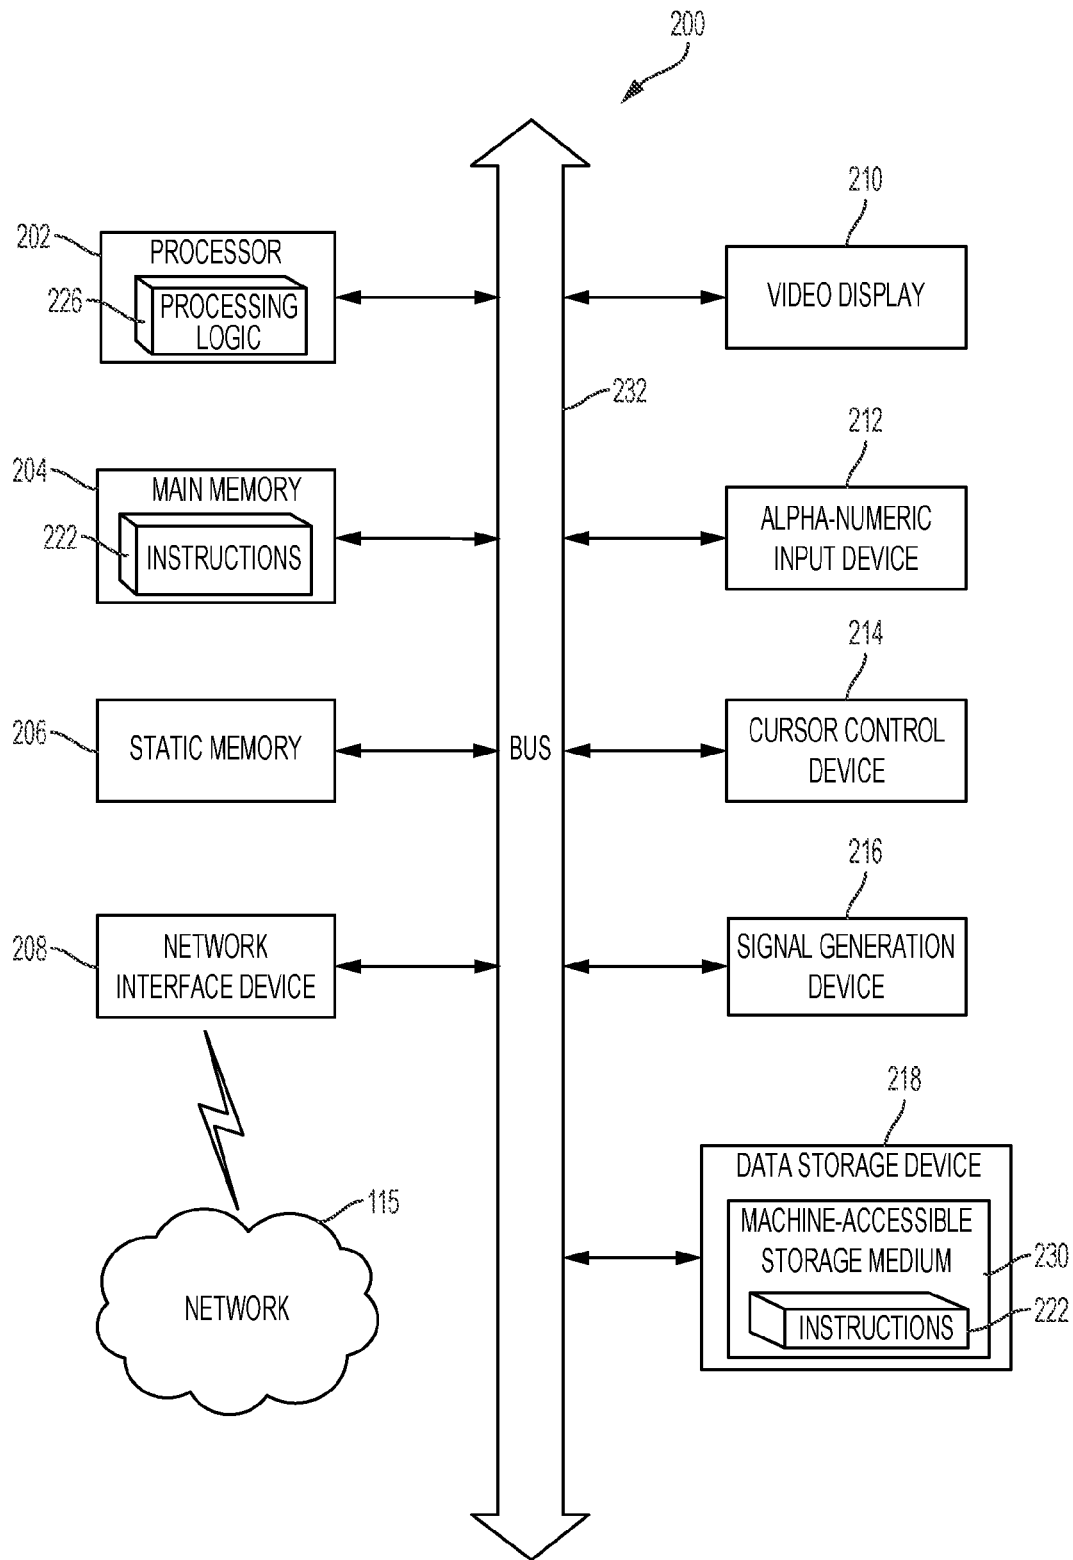 200
202
PROCESSOR
226
PROCESSING
LOGIC
204
MAIN MEMORY
222
INSTRUCTIONS
206
STATIC MEMORY
208
NETWORK
INTERFACE DEVICE
115
NETWORK
BUS
232
210
VIDEO DISPLAY
212
ALPHA-NUMERIC
INPUT DEVICE
214
CURSOR CONTROL
DEVICE
216
SIGNAL GENERATION
DEVICE
218
DATA STORAGE DEVICE
MACHINE-ACCESSIBLE
STORAGE MEDIUM
230
INSTRUCTIONS
222